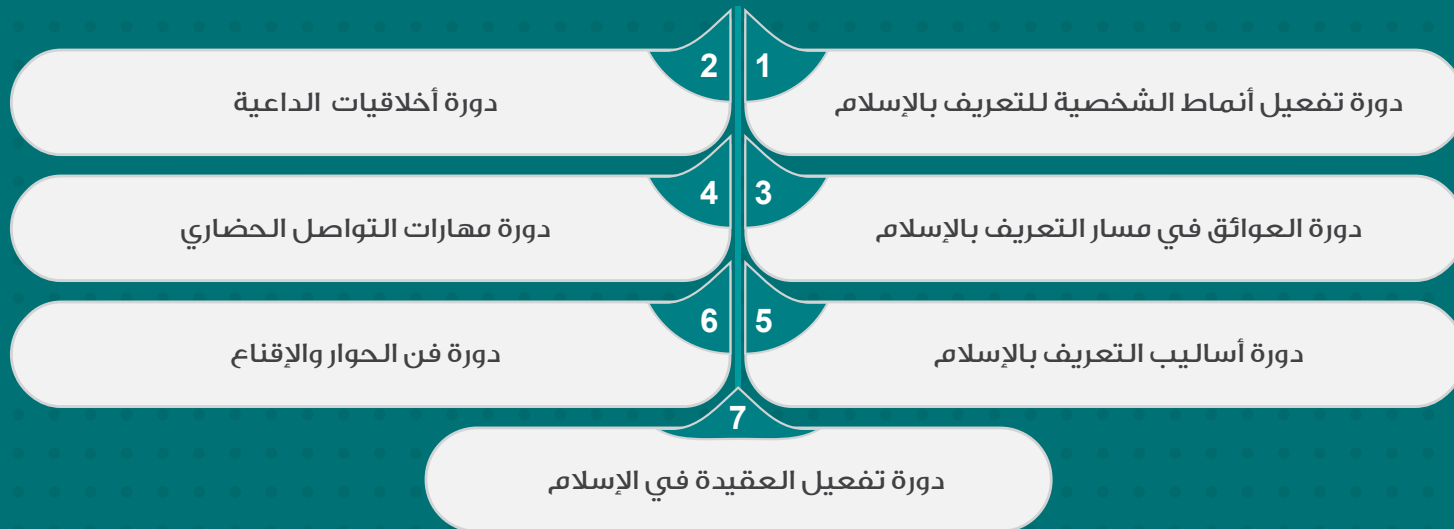 1
دورة تفعيل أنماط الشخصية للتعريف بالإسلام
2
دورة أخلاقيات الداعية
3
دورة العوائق في مسار التعريف بالإسلام
4
دورة مهارات التواصل الحضاري
5
دورة أساليب التعريف بالإسلام
6
دورة فن الحوار والإقناع
7
دورة تفعيل العقيدة في الإسلام